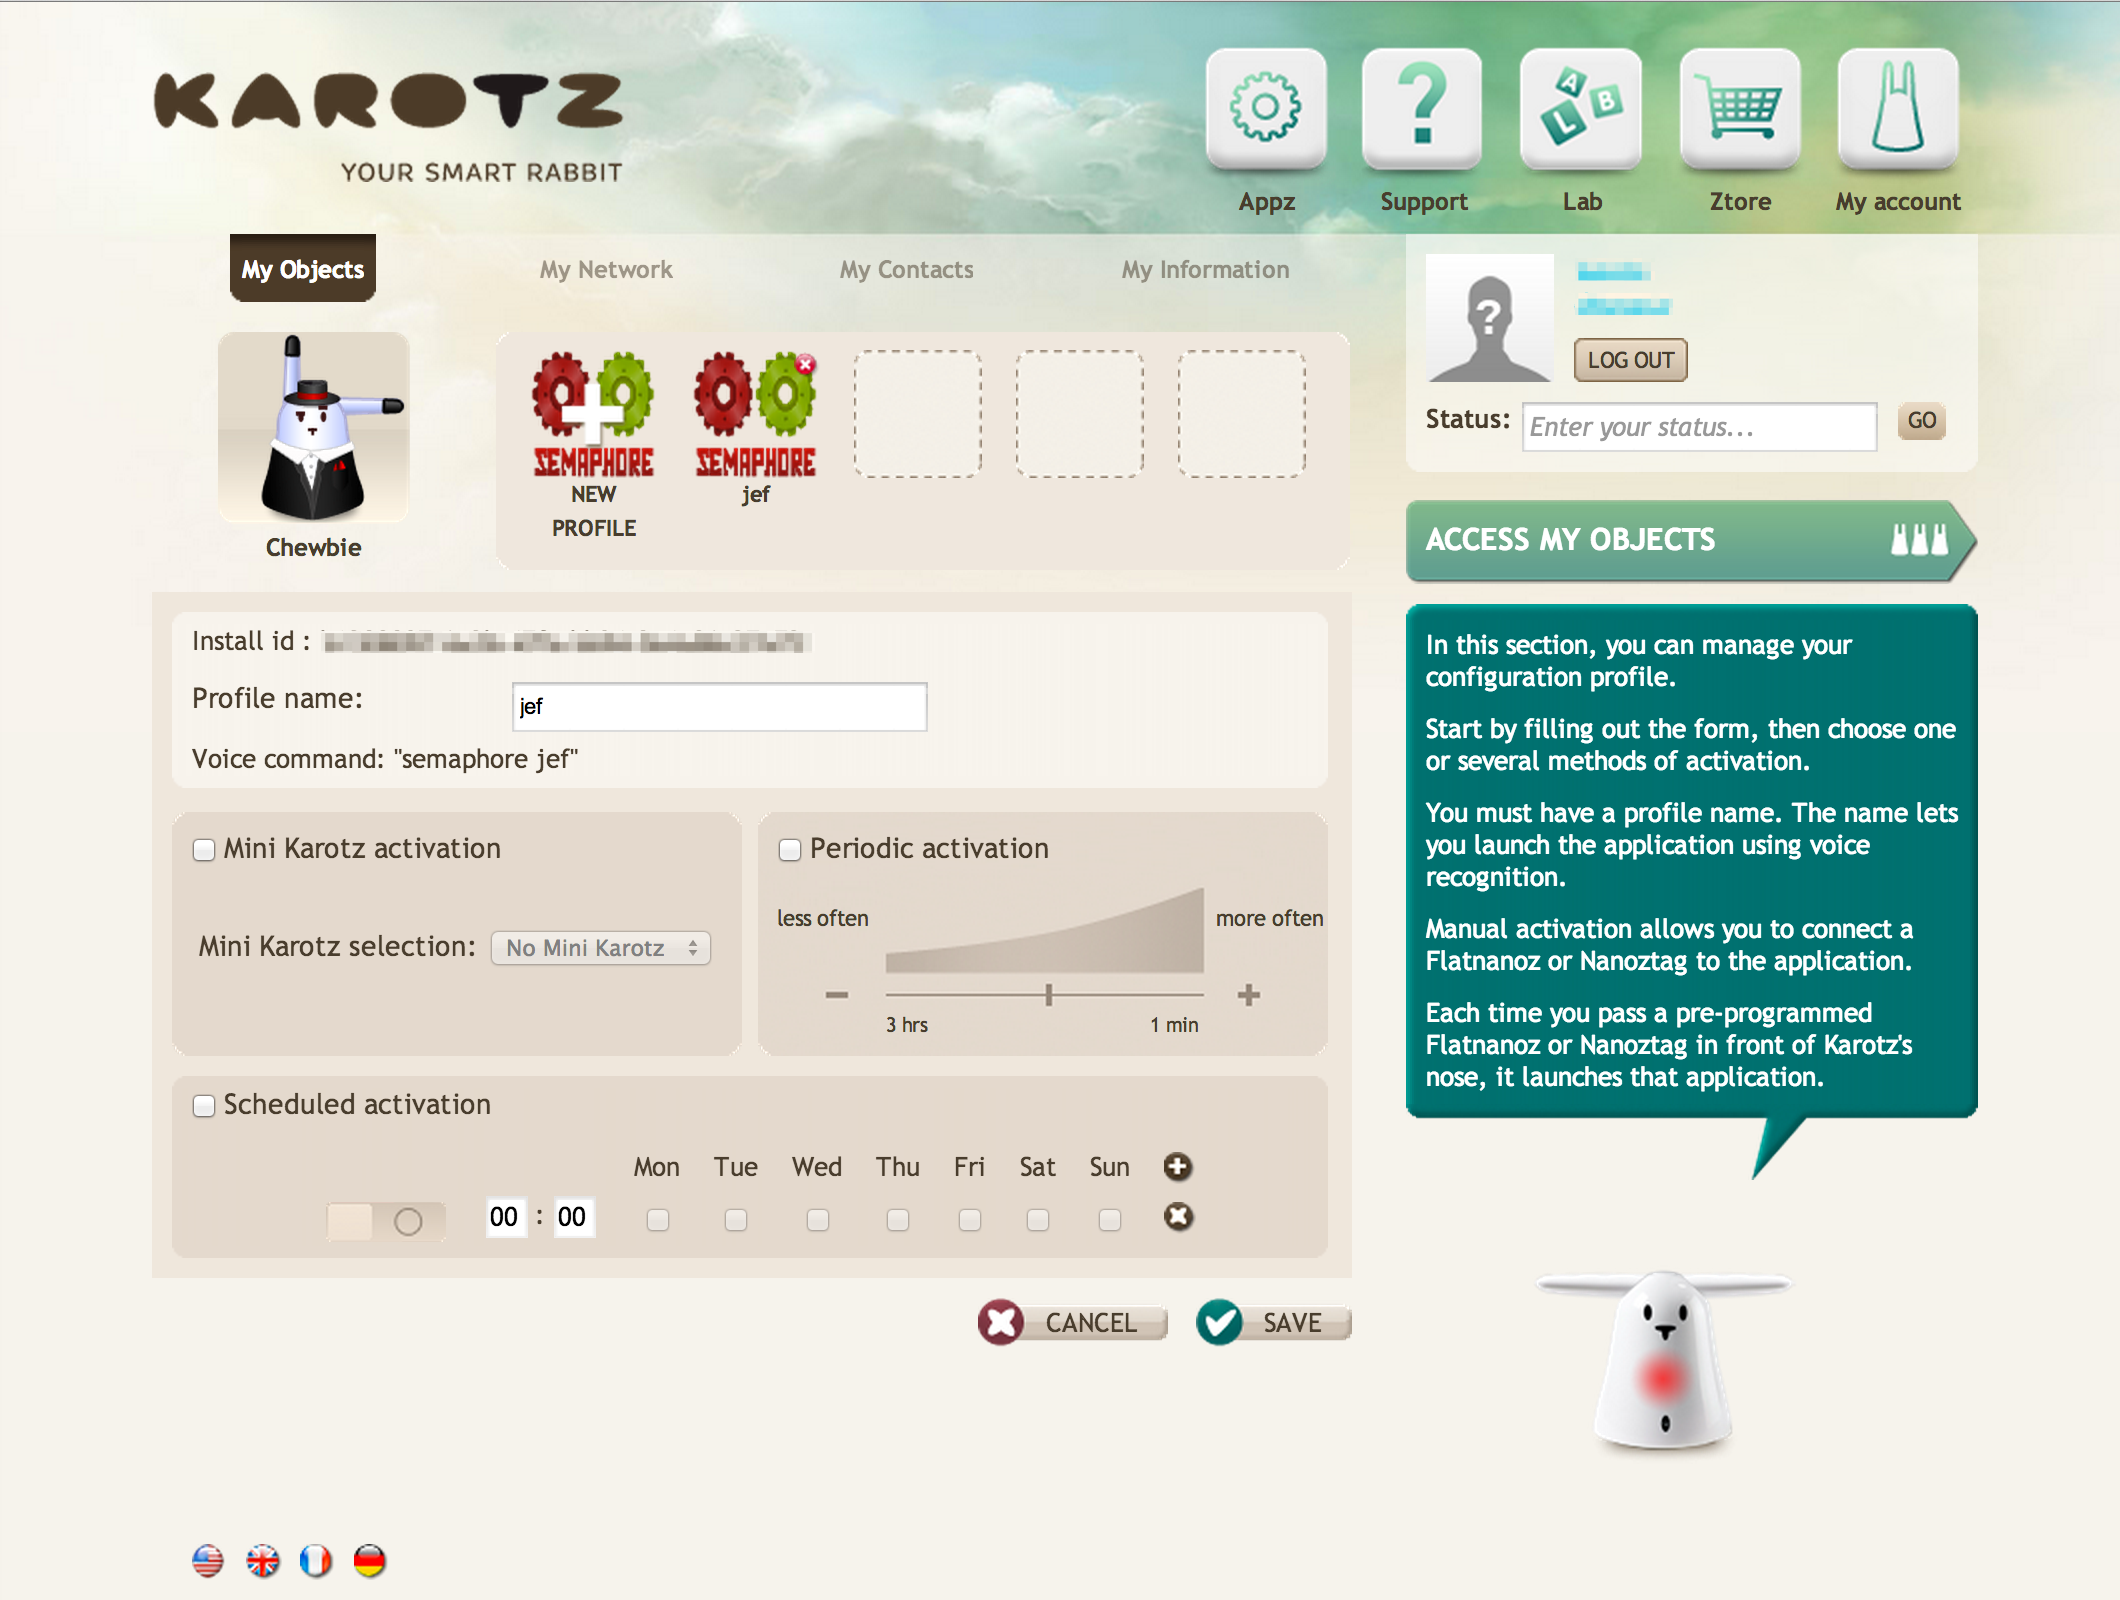 KAROTZ
YOUR SMART RABBIT
Appz
Support
A
B
L
Lab
Ztore
My account
My Objects
My Network
My Contacts
My Information
Chewbie
SEMAPHORE
NEW
PROFILE
SEMAPHORE
jef
?
LOG OUT
Status:
Enter your status...
GO
ACCESS MY OBJECTS
Install id :
Profile name:
jef
Voice command: "semaphore jef"
Mini Karotz activation
Mini Karotz selection:
No Mini Karotz
Periodic activation
less often
more often
3 hrs
1 min
Scheduled activation
Mon Tue Wed Thu Fri Sat Sun
00 : 00
CANCEL
SAVE
In this section, you can manage your
configuration profile.
Start by filling out the form, then choose one
or several methods of activation.
You must have a profile name. The name lets
you launch the application using voice
recognition.
Manual activation allows you to connect a
Flatnanoz or Nanoztag to the application.
Each time you pass a pre-programmed
Flatnanoz or Nanoztag in front of Karotz's
nose, it launches that application.